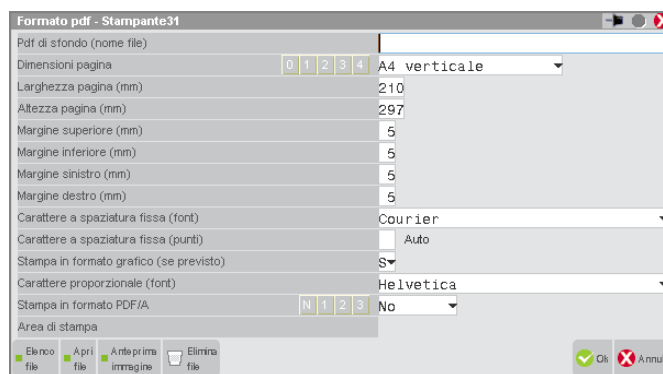 Formato pdf - Stampante31
Pdf di sfondo (nome file)
Dimensioni pagina 0 1 2 3 4 A4 verticale
Larghezza pagina (mm) 210
Altezza pagina (mm) 297
Margine superiore (mm) 5
Margine inferiore (mm) 5
Margine sinistro (mm) 5
Margine destro (mm) 5
Carattere a spaziatura fissa (font) Courier
Carattere a spaziatura fissa (punti) Auto
Stampa in formato grafico (se previsto) S
Carattere proporzionale (font) Helvetica
Stampa in formato PDF/A N 1 2 3 No
Area di stampa
Elenco file
Apri file
Anteprima immagine
Elimina file
Ok
Annu